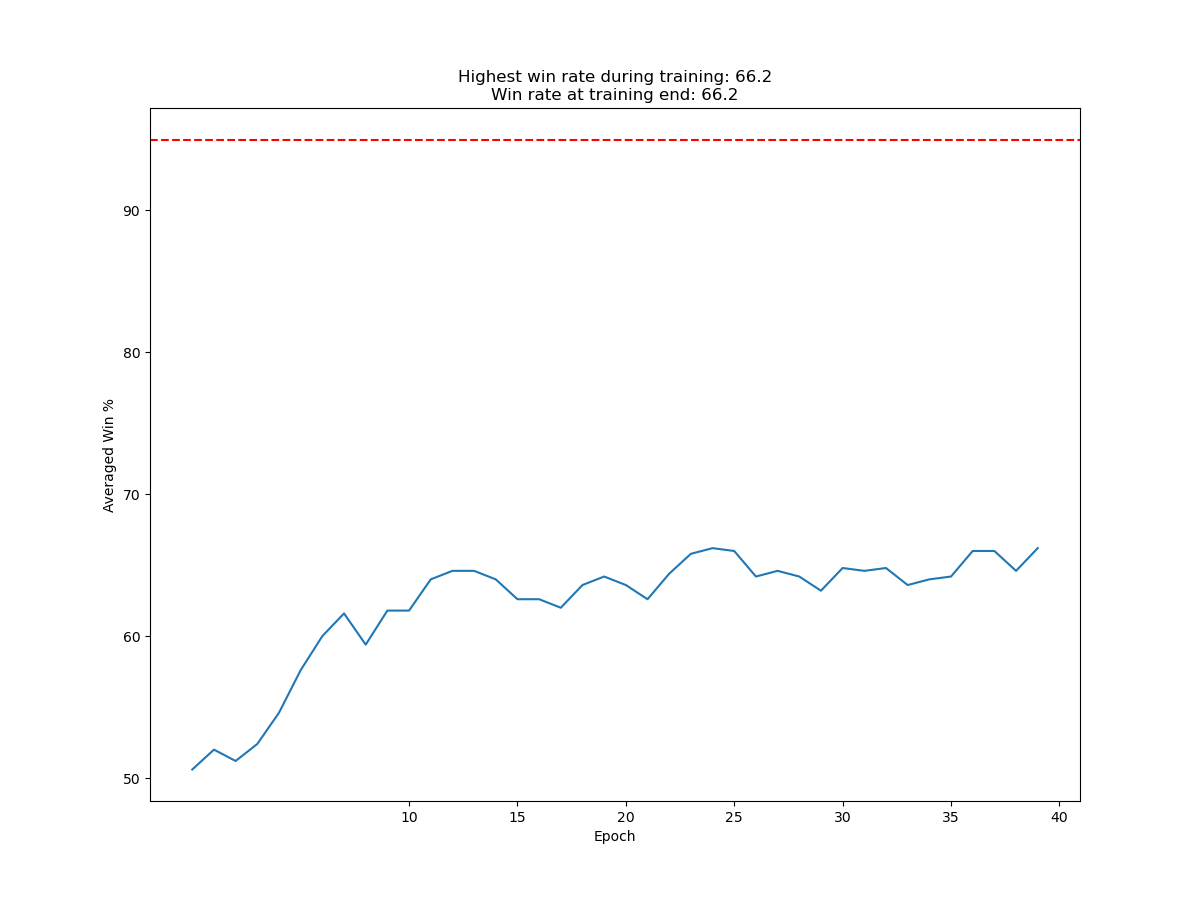 Highest win rate during training: 66.2
Win rate at training end: 66.2
Averaged Win %
90
80
70
60
50
10 15 20 25 30 35 40
Epoch